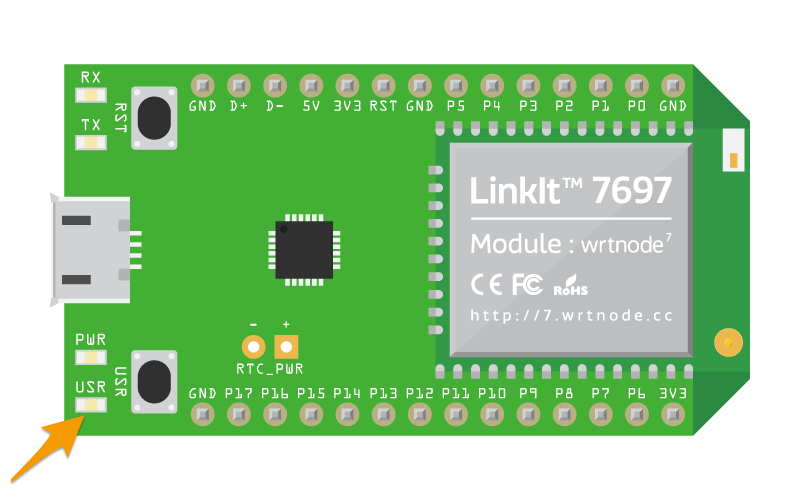 RX
GND D+ D- 5V 3V3 RST GND P5 P4 P3 P2 P1 P0 GND
RST
TX
LinkIt™ 7697
Module : wrtnode7
CE FC RoHS
http://7.wrtnode.cc
- +
RTC_PWR
PWR
USR
USR
GND P17 P16 P15 P14 P13 P12 P11 P10 P9 P8 P7 P6 3V3